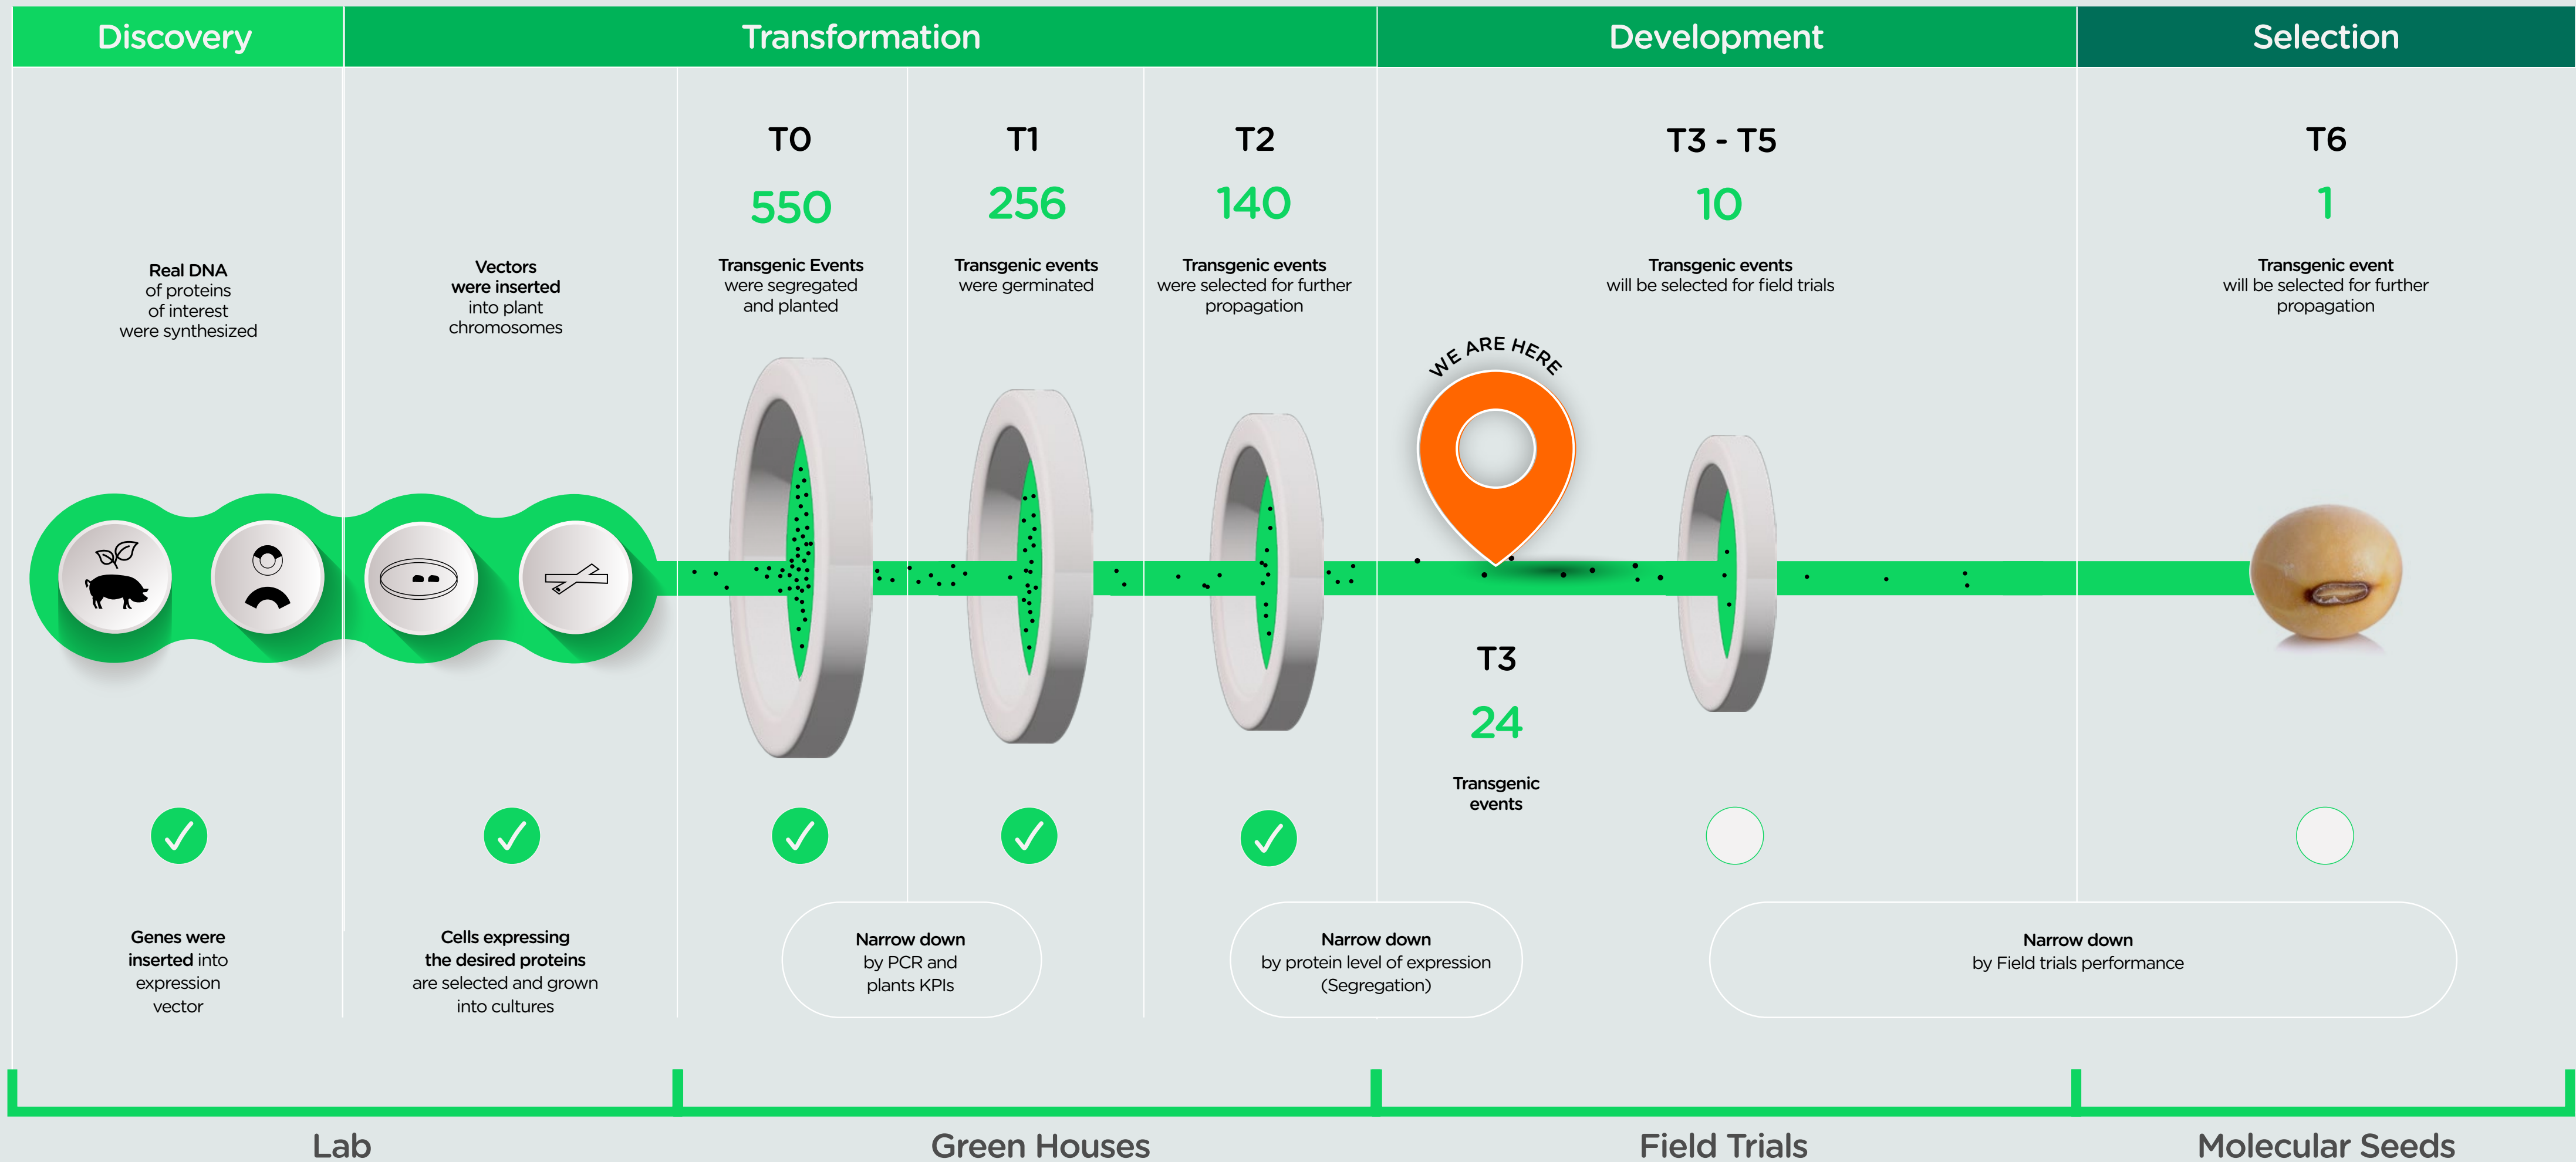 Discovery
Transformation
Development
Selection
Real DNA
of proteins
of interest
were synthesized
Vectors
were inserted
into plant
chromosomes
T0
550
Transgenic Events
were segregated
and planted
T1
256
Transgenic events
were germinated
T2
140
Transgenic events
were selected for further
propagation
T3 - T5
10
Transgenic events
will be selected for field trials
T6
1
Transgenic event
will be selected for further
propagation
WE ARE HERE
T3
24
Transgenic
events
Genes were
inserted into
expression
vector
Cells expressing
the desired proteins
are selected and grown
into cultures
Narrow down
by PCR and
plants KPIs
Narrow down
by protein level of expression
(Segregation)
Narrow down
by Field trials performance
Lab
Green Houses
Field Trials
Molecular Seeds